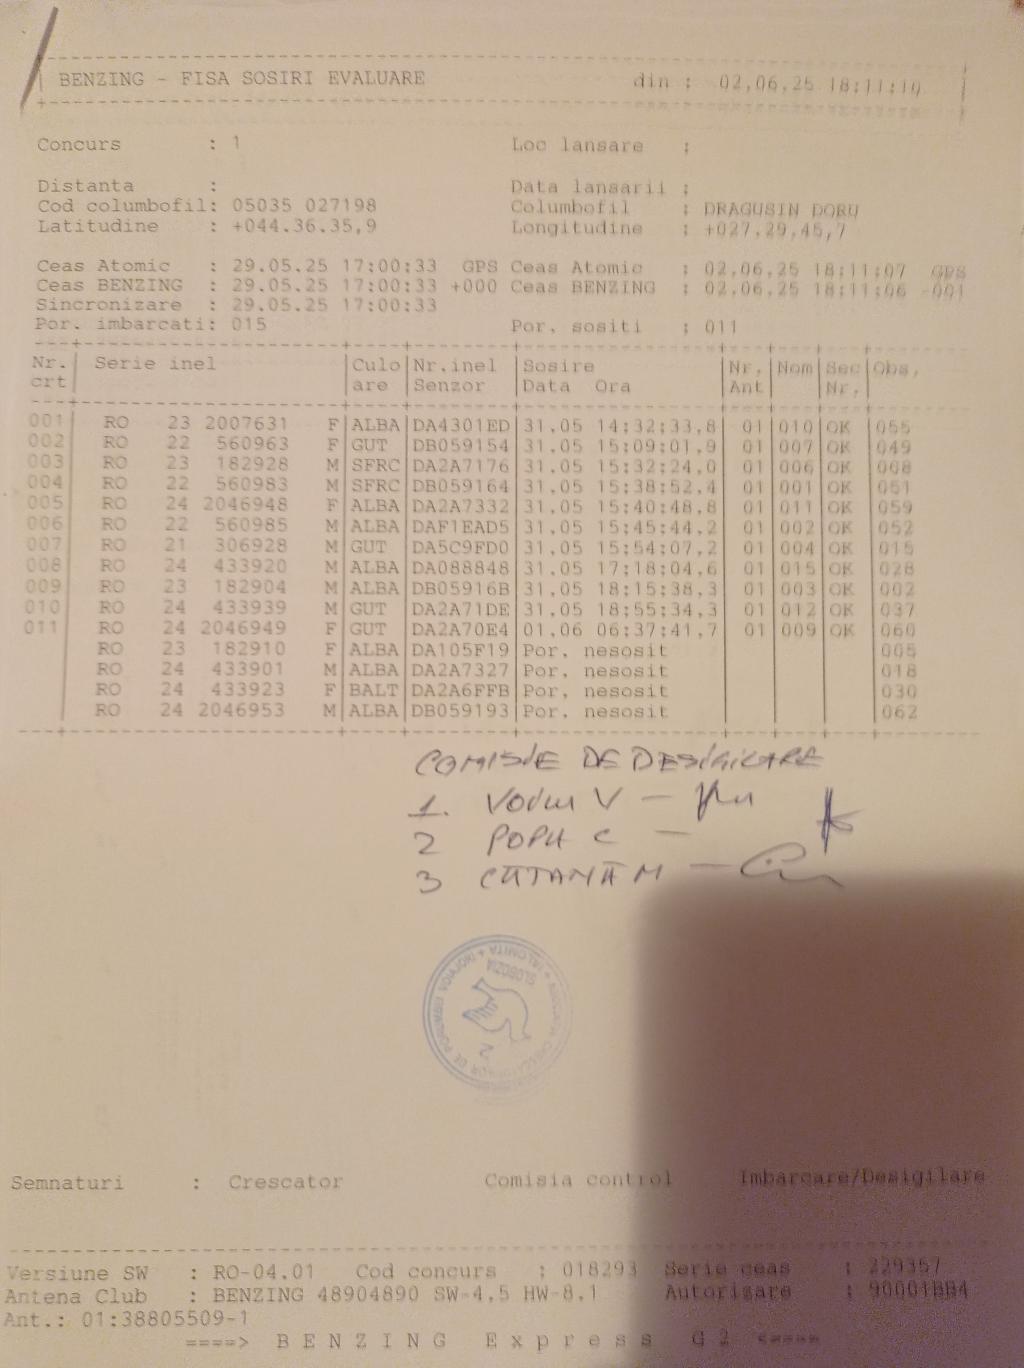 BENZING - FISA SOSIRI EVALUARE din : 02.06.25 18:11:10
Concurs : 1 Loc lansare :
Distanta : Data lansarii :
Cod columbofil: 05035 027198 Columbofil : DRAGUSIN DORU
Latitudine : +044.36.35,9 Longitudine : +027.29.45,7
Ceas Atomic : 29.05.25 17:00:33 GPS Ceas Atomic : 02.06.25 18:11:07 GPS
Ceas BENZING : 29.05.25 17:00:33 +000 Ceas BENZING : 02.06.25 18:11:06 -001
Sincronizare : 29.05.25 17:00:33
Por. imbarcati: 015 Por. sositi : 011
Nr. Serie inel Culo Nr.inel Sosire Nr. Nom Sec Obs.
crt are Senzor Data Ora Ant Nr.
001 RO 23 2007631 F ALBA DA4301ED 31.05 14:32:33,8 01 010 OK 055
002 RO 22 560963 F GUT DB059154 31.05 15:09:01,9 01 007 OK 049
003 RO 23 182928 M SFRC DA2A7176 31.05 15:32:24,0 01 006 OK 008
004 RO 22 560983 M SFRC DB059164 31.05 15:38:52,4 01 001 OK 051
005 RO 24 2046948 F ALBA DA2A7332 31.05 15:40:48,8 01 011 OK 059
006 RO 22 560985 M ALBA DAF1EAD5 31.05 15:45:44,2 01 002 OK 052
007 RO 21 306928 M GUT DA5C9FD0 31.05 15:54:07,2 01 004 OK 015
008 RO 24 433920 M ALBA DA088848 31.05 17:18:04,6 01 015 OK 028
009 RO 23 182904 M ALBA DB05916B 31.05 18:15:38,3 01 003 OK 002
010 RO 24 433939 M GUT DA2A71DE 31.05 18:55:34,3 01 012 OK 037
011 RO 24 2046949 F GUT DA2A70E4 01.06 06:37:41,7 01 009 OK 060
RO 23 182910 F ALBA DA105F19 Por. nesosit 005
RO 24 433901 M ALBA DA2A7327 Por. nesosit 018
RO 24 433923 F BALT DA2A6FFB Por. nesosit 030
RO 24 2046953 M ALBA DB059193 Por. nesosit 062
COMISIE DE DESIGILARE
1. VOICU V -
2 POPA C -
3 CATANĂ M -
SLOBOZIA
Semnaturi : Crescator Comisia control Imbarcare/Desigilare
Versiune SW : RO-04.01 Cod concurs : 018293 Serie ceas : 229357
Antena Club : BENZING 48904890 SW-4.5 HW-8.1 Autorizare : 90001BB4
Ant.: 01:38805509-1
====> B E N Z I N G E x p r e s s G 2 <====